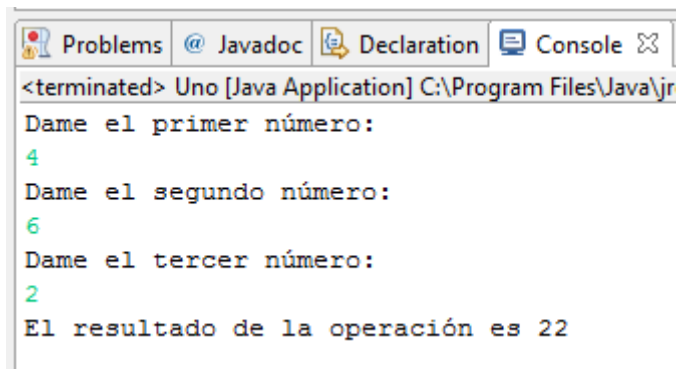 Problems @ Javadoc Declaration Console
<terminated> Uno [Java Application] C:\Program Files\Java\jr
Dame el primer número:
4
Dame el segundo número:
6
Dame el tercer número:
2
El resultado de la operación es 22